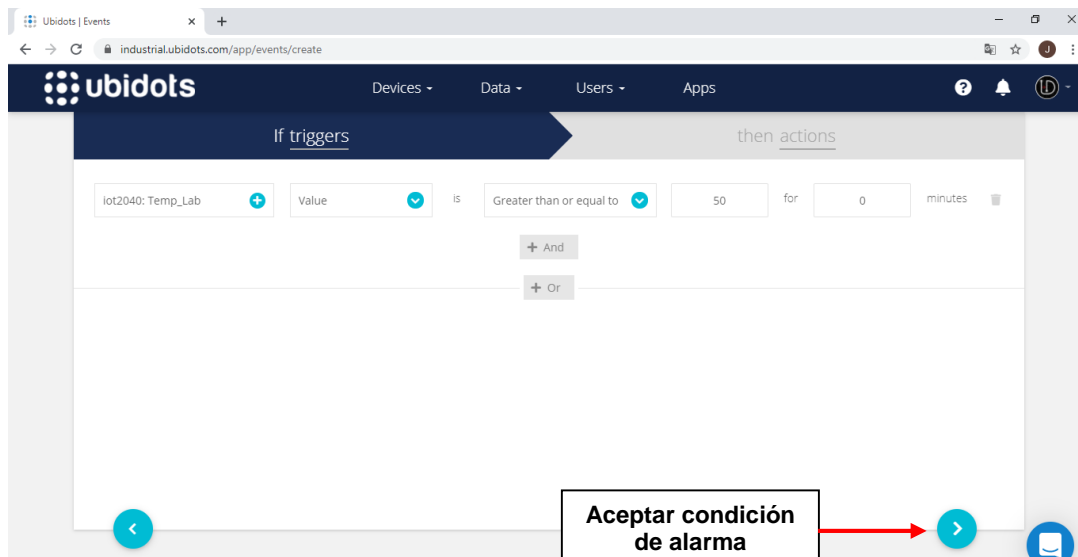 Ubidots | Events
industrial.ubidots.com/app/events/create
J
ubidots Devices Data Users Apps ?
If triggers then actions
iot2040: Temp_Lab Value is Greater than or equal to 50 for 0 minutes
+ And
+ Or
Aceptar condición
de alarma